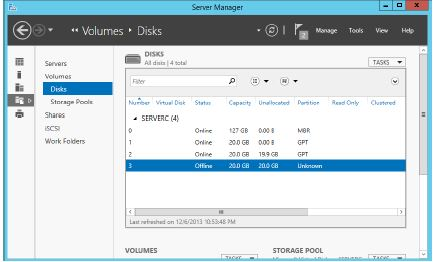 Server Manager
Volumes › Disks
2
Manage Tools View Help
Servers
Volumes
Disks
Storage Pools
Shares
iSCSI
Work Folders
DISKS
All disks | 4 total
TASKS
Filter
Number Virtual Disk Status Capacity Unallocated Partition Read Only Clustered
SERVERC (4)
0 Online 127 GB 0.00 B MBR
1 Online 20.0 GB 0.00 B GPT
2 Online 20.0 GB 19.9 GB GPT
3 Offline 20.0 GB 20.0 GB Unknown
Last refreshed on 12/6/2013 10:53:48 PM
VOLUMES
TASKS
STORAGE POOL
TASKS